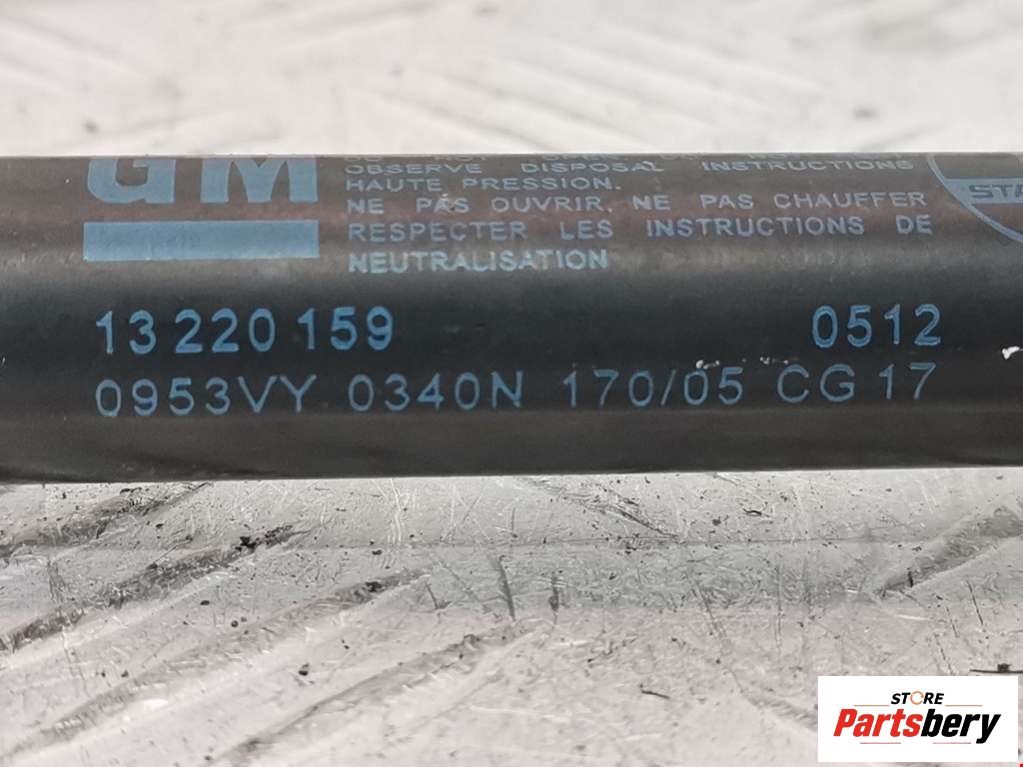 GM
OBSERVE DISPOSAL INSTRUCTIONS
HAUTE PRESSION.
NE PAS OUVRIR. NE PAS CHAUFFER
RESPECTER LES INSTRUCTIONS DE
NEUTRALISATION
13 220 159 0512
0953VY 0340N 170/05 CG 17
STORE
Partsbery